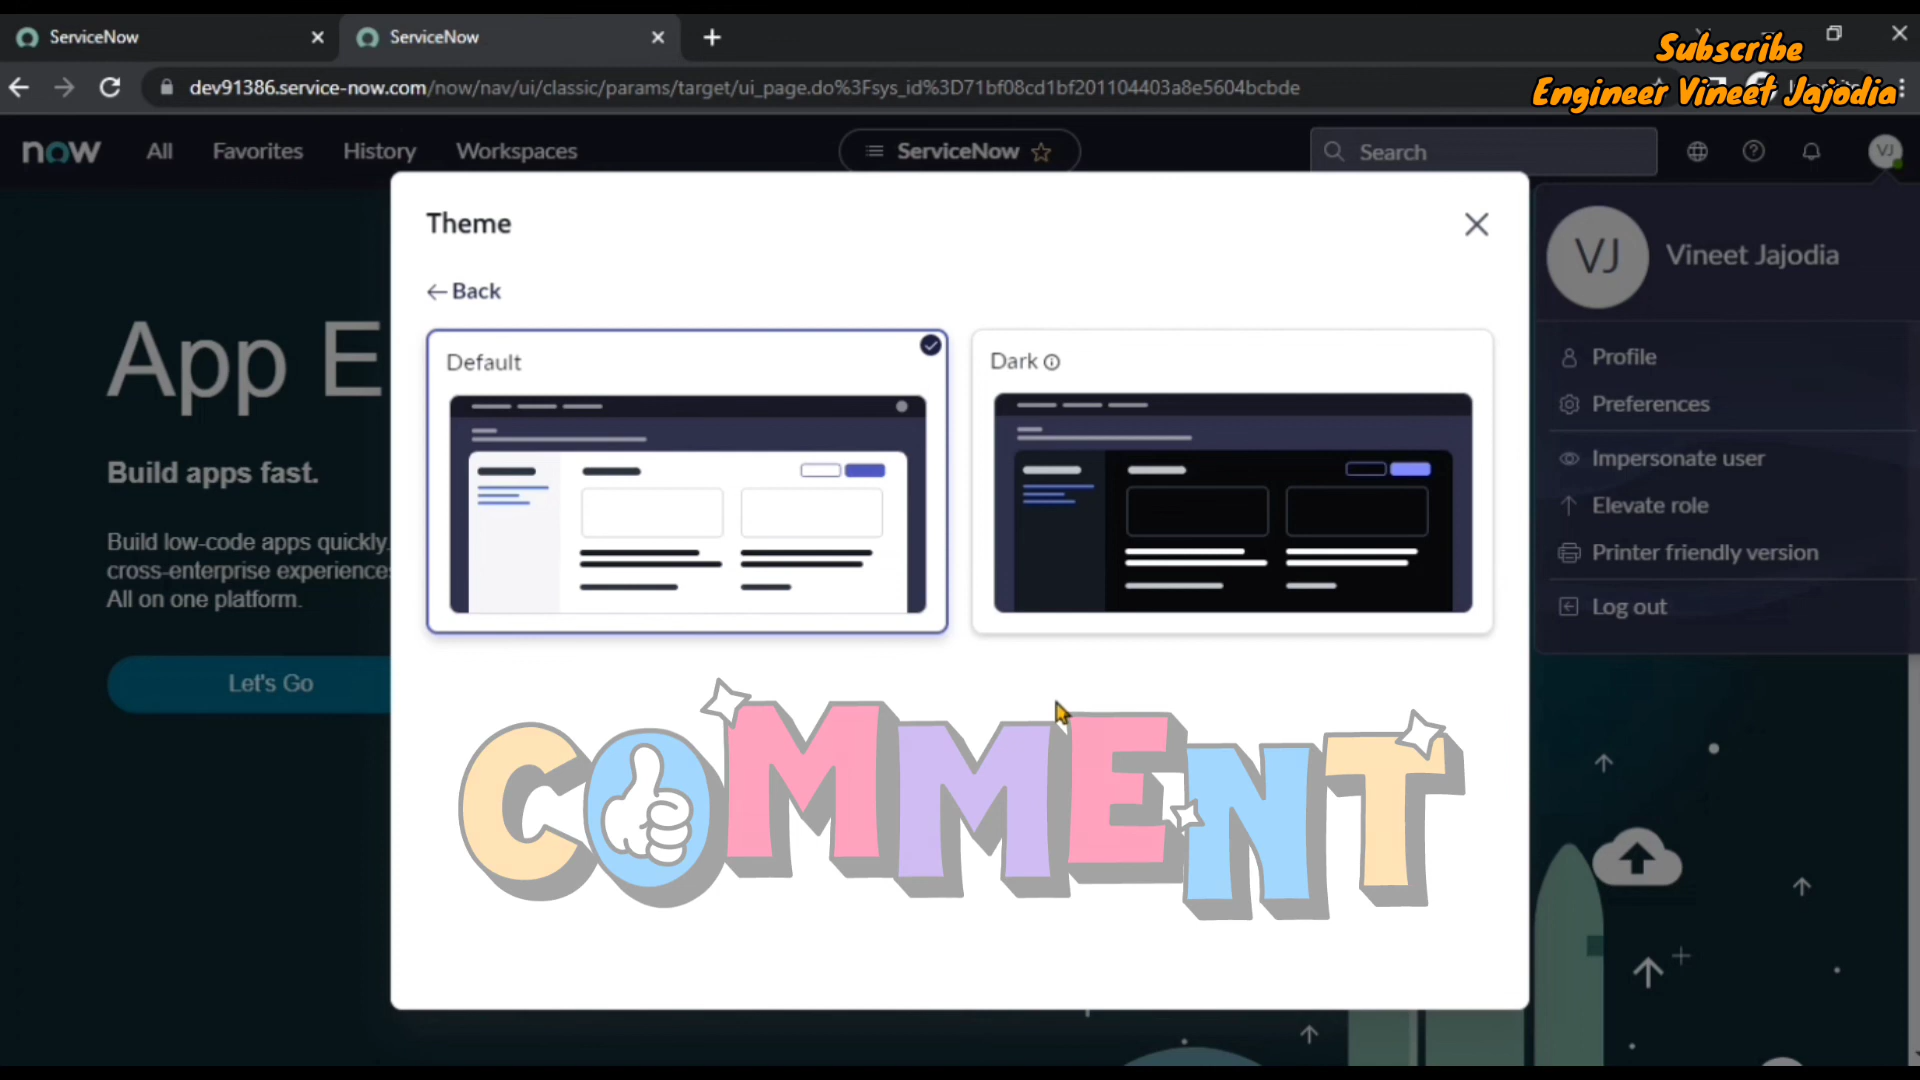 ServiceNow
ServiceNow
Subscribe
Engineer Vineet Jajodia
dev91386.service-now.com/now/nav/ui/classic/params/target/ui_page.do%3Fsys_id%3D71bf08cd1bf201104403a8e5604bcbde
now All Favorites History Workspaces ServiceNow Search VJ
Theme
Back
Default
Dark
VJ Vineet Jajodia
Profile
Preferences
Impersonate user
Elevate role
Printer friendly version
Log out
App E
Build apps fast.
Build low-code apps quickly.
cross-enterprise experiences
All on one platform.
Let's Go
COMMENT